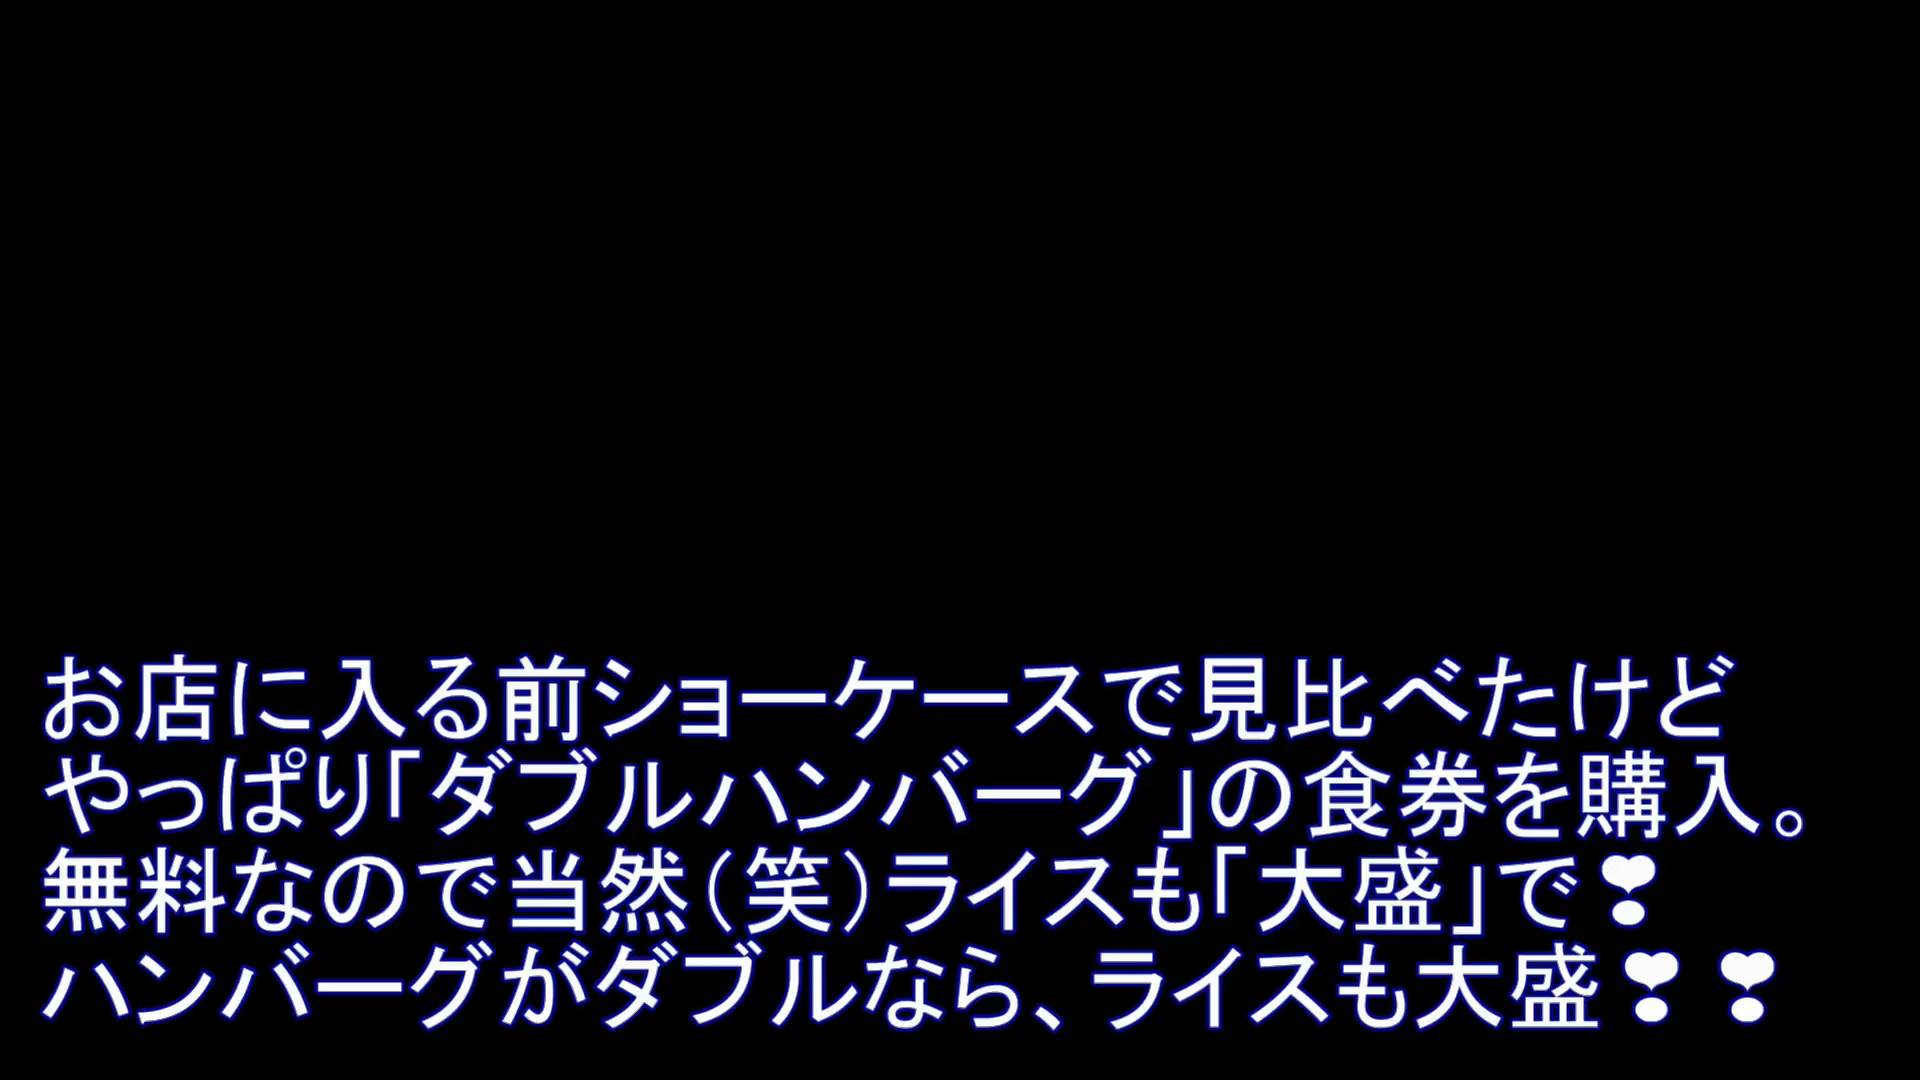 お店に入る前ショーケースで見比べたけど
やっぱり「ダブルハンバーグ」の食券を購入。
無料なので当然（笑）ライスも「大盛」で❣
ハンバーグがダブルなら、ライスも大盛❣❣